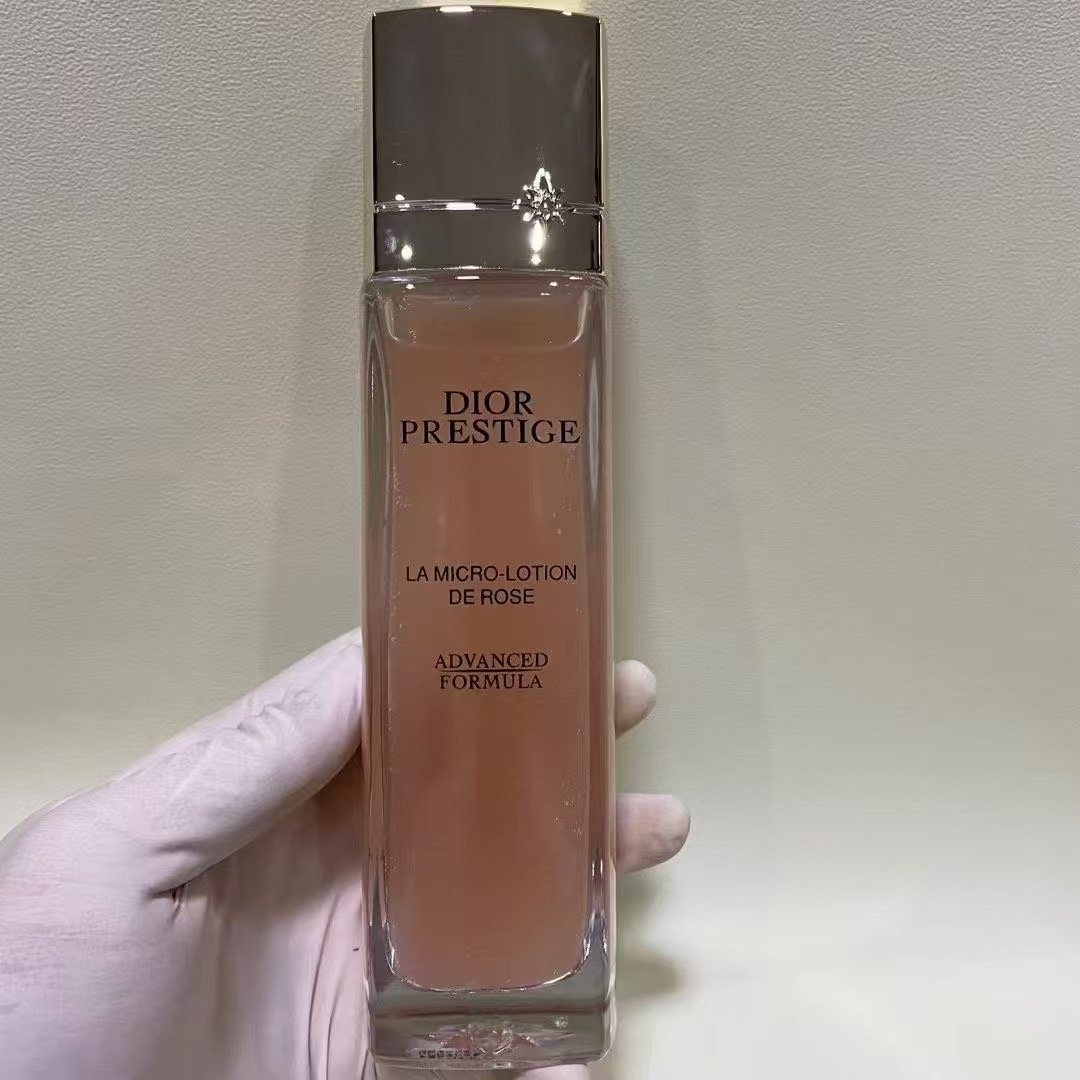 DIOR
PRESTIGE
LA MICRO-LOTION
DE ROSE
ADVANCED
FORMULA